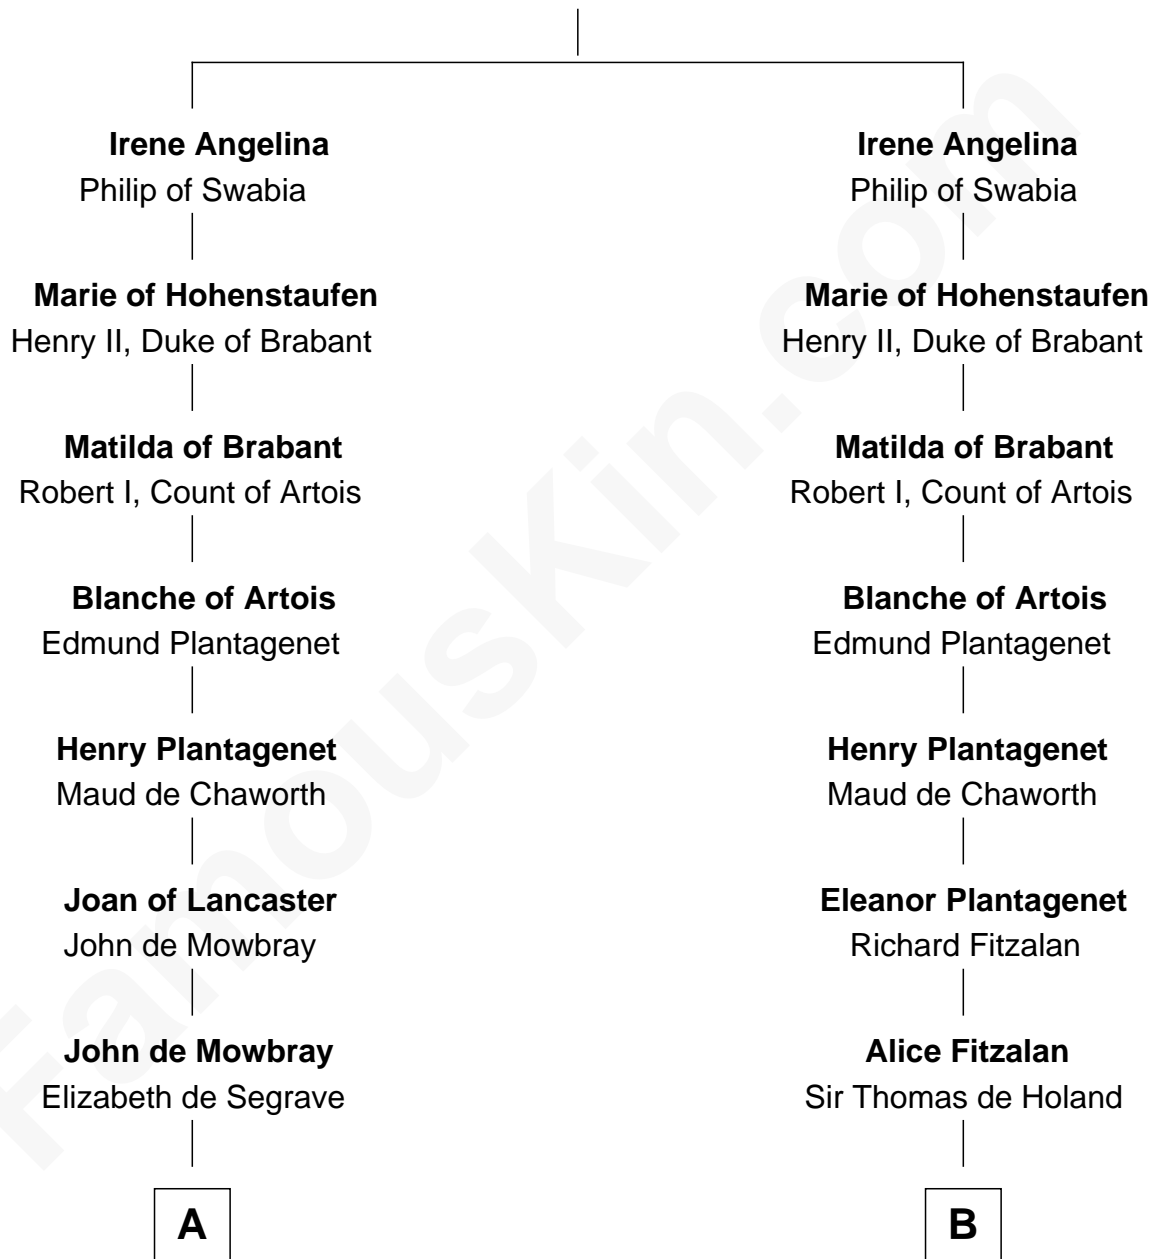 Irene Angelina
Philip of Swabia
Marie of Hohenstaufen
Henry II, Duke of Brabant
Matilda of Brabant
Robert I, Count of Artois
Blanche of Artois
Edmund Plantagenet
Henry Plantagenet
Maud de Chaworth
Joan of Lancaster
John de Mowbray
John de Mowbray
Elizabeth de Segrave
A
Irene Angelina
Philip of Swabia
Marie of Hohenstaufen
Henry II, Duke of Brabant
Matilda of Brabant
Robert I, Count of Artois
Blanche of Artois
Edmund Plantagenet
Henry Plantagenet
Maud de Chaworth
Eleanor Plantagenet
Richard Fitzalan
Alice Fitzalan
Sir Thomas de Holand
B
FamousKin.com